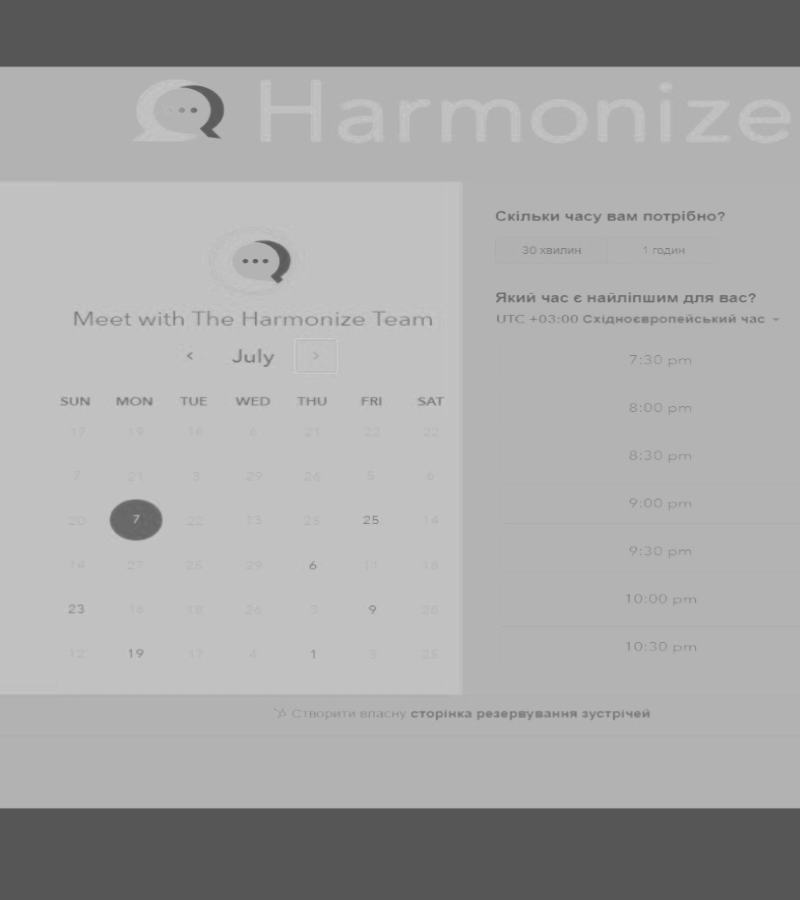 Harmonize
Meet with The Harmonize Team
< July >
SUN MON TUE WED THU FRI SAT
17 19 16 6 21 22 22
7 21 3 29 26 5 6
20 7 22 13 25 25 14
14 27 25 29 6 11 18
23 16 18 26 3 9 26
12 19 17 4 1 3 25
Скільки часу вам потрібно?
30 хвилин 1 годин
Який час є найліпшим для вас?
UTC +03:00 Східноєвропейський час
7:30 pm
8:00 pm
8:30 pm
9:00 pm
9:30 pm
10:00 pm
10:30 pm
Створити власну сторінка резервування зустрічей